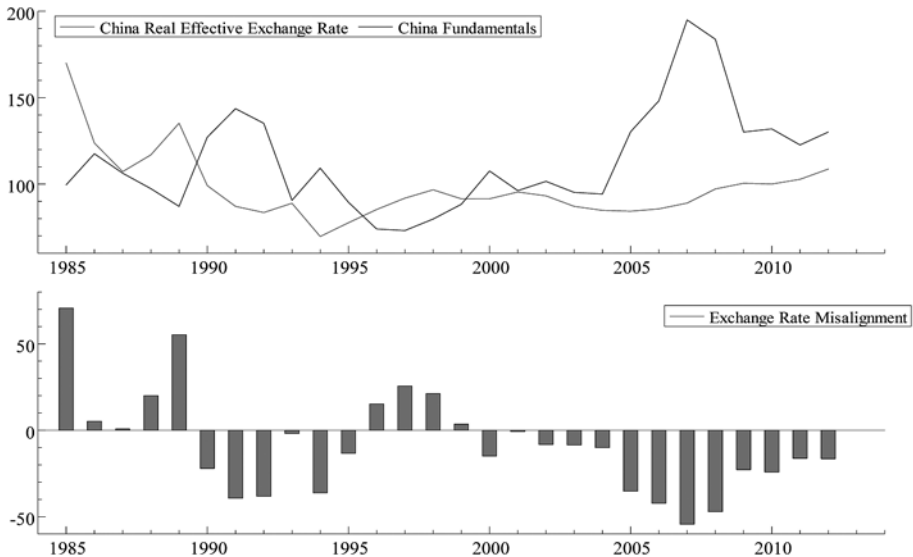 200
China Real Effective Exchange Rate China Fundamentals
150
100
1985 1990 1995 2000 2005 2010
Exchange Rate Misalignment
50
0
-50
1985 1990 1995 2000 2005 2010